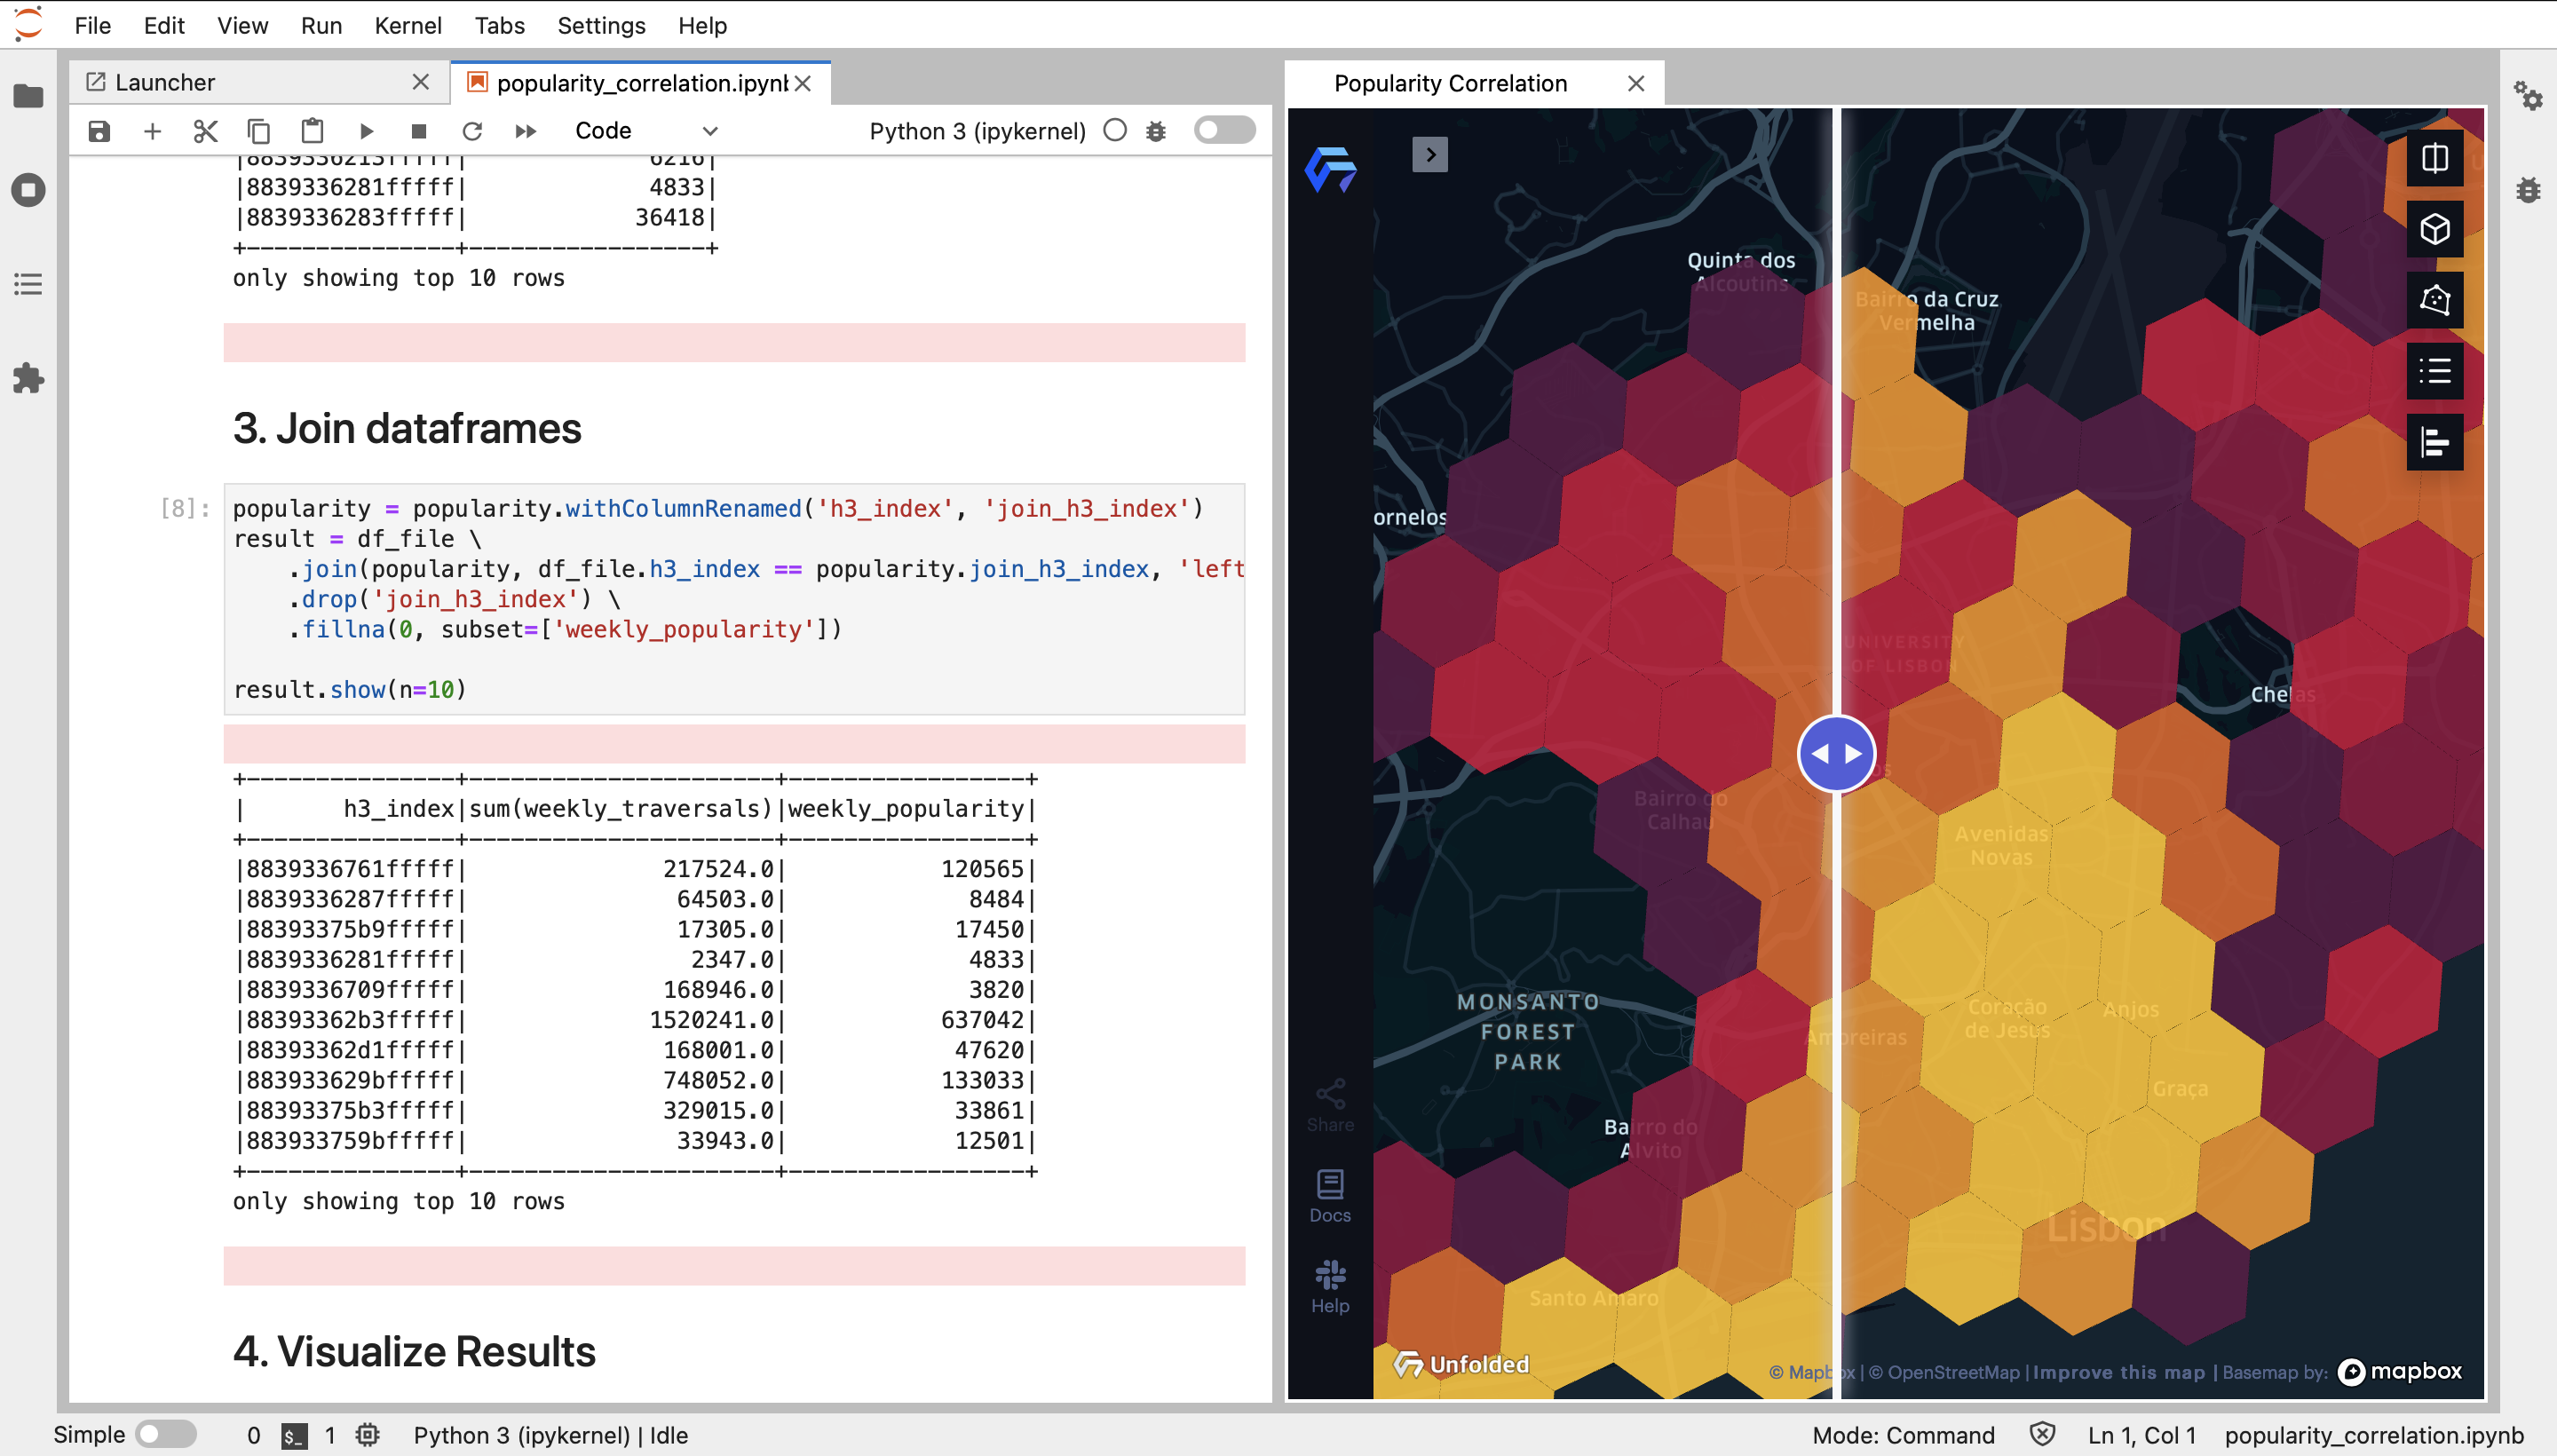 File Edit View Run Kernel Tabs Settings Help
Launcher
popularity_correlation.ipynb
Code
Python 3 (ipykernel)
|8839336213fffff| 6216|
|8839336281fffff| 4833|
|8839336283fffff| 36418|
+---------------+-----------------+
only showing top 10 rows
3. Join dataframes
[8]:
popularity = popularity.withColumnRenamed('h3_index', 'join_h3_index')
result = df_file \
.join(popularity, df_file.h3_index == popularity.join_h3_index, 'left
.drop('join_h3_index') \
.fillna(0, subset=['weekly_popularity'])
result.show(n=10)
+---------------+----------------------+-----------------+
| h3_index|sum(weekly_traversals)|weekly_popularity|
+---------------+----------------------+-----------------+
|8839336761fffff| 217524.0| 120565|
|8839336287fffff| 64503.0| 8484|
|88393375b9fffff| 17305.0| 17450|
|8839336281fffff| 2347.0| 4833|
|8839336709fffff| 168946.0| 3820|
|88393362b3fffff| 1520241.0| 637042|
|88393362d1fffff| 168001.0| 47620|
|883933629bfffff| 748052.0| 133033|
|88393375b3fffff| 329015.0| 33861|
|883933759bfffff| 33943.0| 12501|
+---------------+----------------------+-----------------+
only showing top 10 rows
4. Visualize Results
Popularity Correlation
Quinta dos
Alcoutins
Bairro da Cruz
Vermelha
ornelos
UNIVERSITY
OF LISBON
Chelas
Bairro do
Calhau
Avenidas
Novas
MONSANTO
FOREST
PARK
Coração
de Jesus
Anjos
Amoreiras
Graça
Bairro do
Alvito
Lisbon
Santo Amaro
Share
Docs
Help
Unfolded
© Mapbox | © OpenStreetMap | Improve this map | Basemap by: mapbox
Simple 0 $_ 1 Python 3 (ipykernel) | Idle
Mode: Command Ln 1, Col 1 popularity_correlation.ipynb